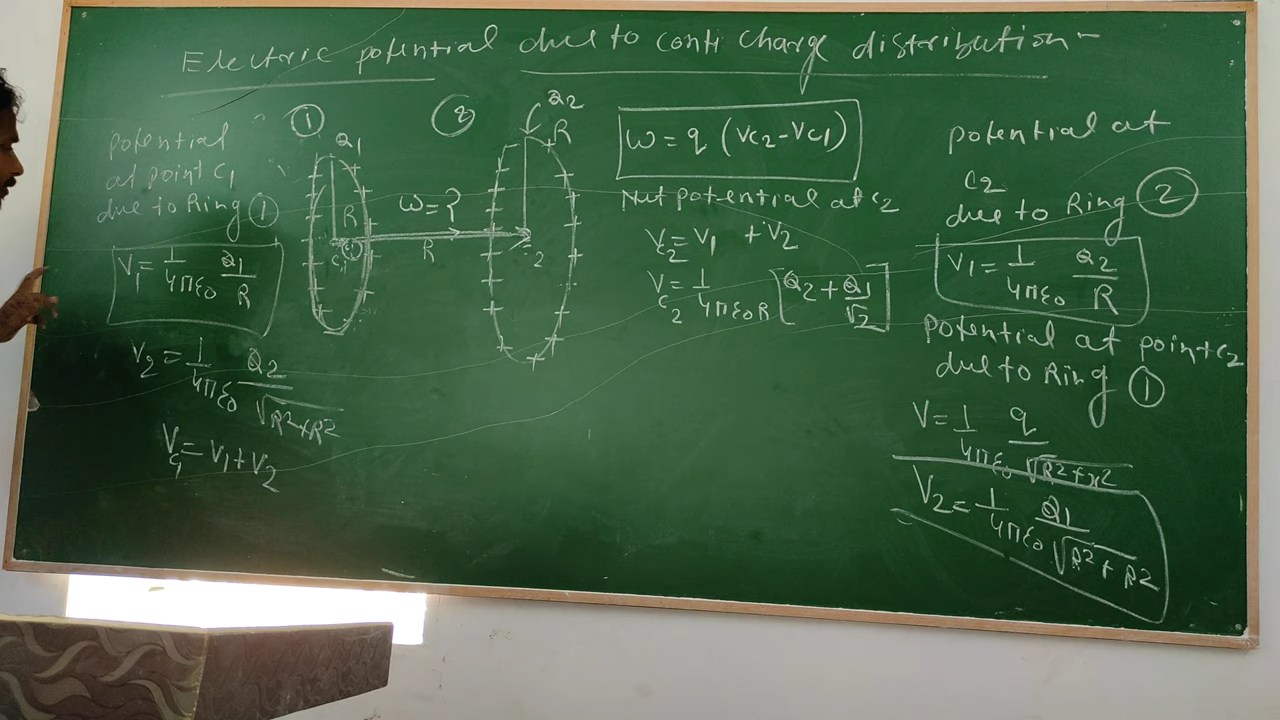 Electric potential due to conti charge distribution-
potential
at point C1
due to Ring ①
V1 = 1/4πε0 Q1/R
V2 = 1/4πε0 Q2/√R²+R²
VC1 = V1 + V2
①
Q1
R
C1
W=?
R
Q2
R
2
W = q (VC2 - VC1)
Nut potential at C2
VC2 = V1 + V2
VC2 = 1/4πε0R [Q2 + Q1/√2]
potential at
C2
due to Ring ②
V1 = 1/4πε0 Q2/R
potential at point C2
due to Ring ①
V = 1/4πε0 q/√R²+x²
V2 = 1/4πε0 Q1/√R²+R²